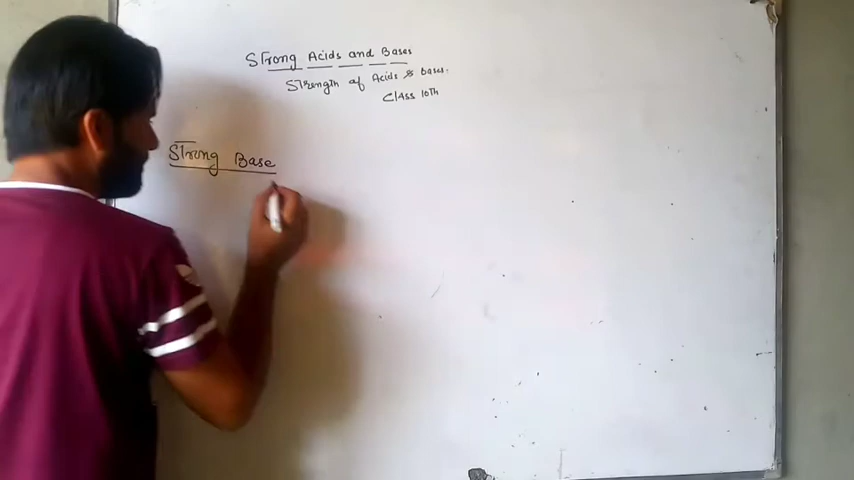 Strong Acids and Bases
Strength of Acids & bases.
Class 10th
Strong Base